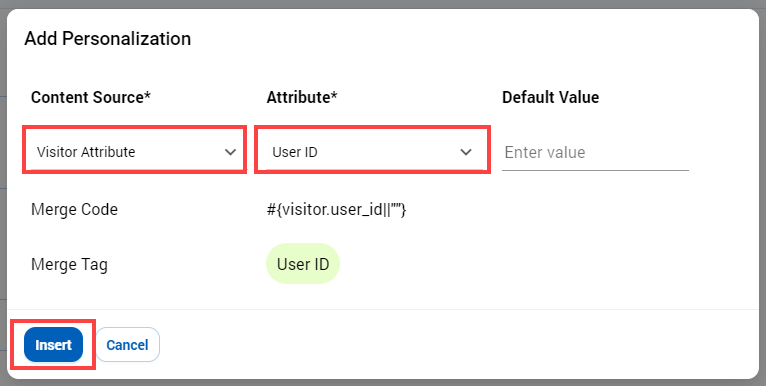 Add Personalization
Content Source* Attribute* Default Value
Visitor Attribute User ID Enter value
Merge Code #{visitor.user_id||""}
Merge Tag User ID
Insert Cancel